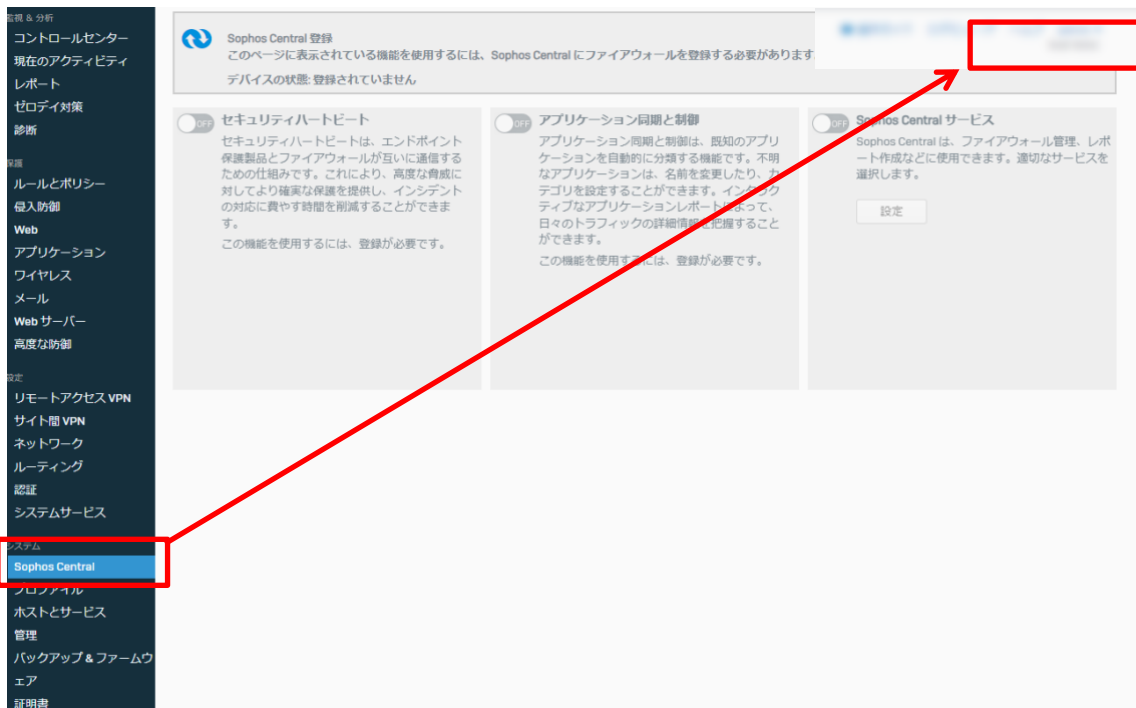 監視 & 分析
コントロールセンター
現在のアクティビティ
レポート
ゼロデイ対策
診断
保護
ルールとポリシー
侵入防御
Web
アプリケーション
ワイヤレス
メール
Web サーバー
高度な防御
設定
リモートアクセス VPN
サイト間 VPN
ネットワーク
ルーティング
認証
システムサービス
システム
Sophos Central
プロファイル
ホストとサービス
管理
バックアップ & ファームウ
ェア
証明書
Sophos Central 登録
このページに表示されている機能を使用するには、Sophos Central にファイアウォールを登録する必要があります
デバイスの状態: 登録されていません
OFF セキュリティハートビート
セキュリティハートビートは、エンドポイント
保護製品とファイアウォールが互いに通信する
ための仕組みです。これにより、高度な脅威に
対してより確実な保護を提供し、インシデント
の対応に費やす時間を削減することができま
す。
この機能を使用するには、登録が必要です。
OFF アプリケーション同期と制御
アプリケーション同期と制御は、既知のアプリ
ケーションを自動的に分類する機能です。不明
なアプリケーションは、名前を変更したり、カ
テゴリを設定することができます。インタラク
ティブなアプリケーションレポートによって、
日々のトラフィックの詳細情報を把握すること
ができます。
この機能を使用するには、登録が必要です。
OFF Sophos Central サービス
Sophos Central は、ファイアウォール管理、レポ
ート作成などに使用できます。適切なサービスを
選択します。
設定